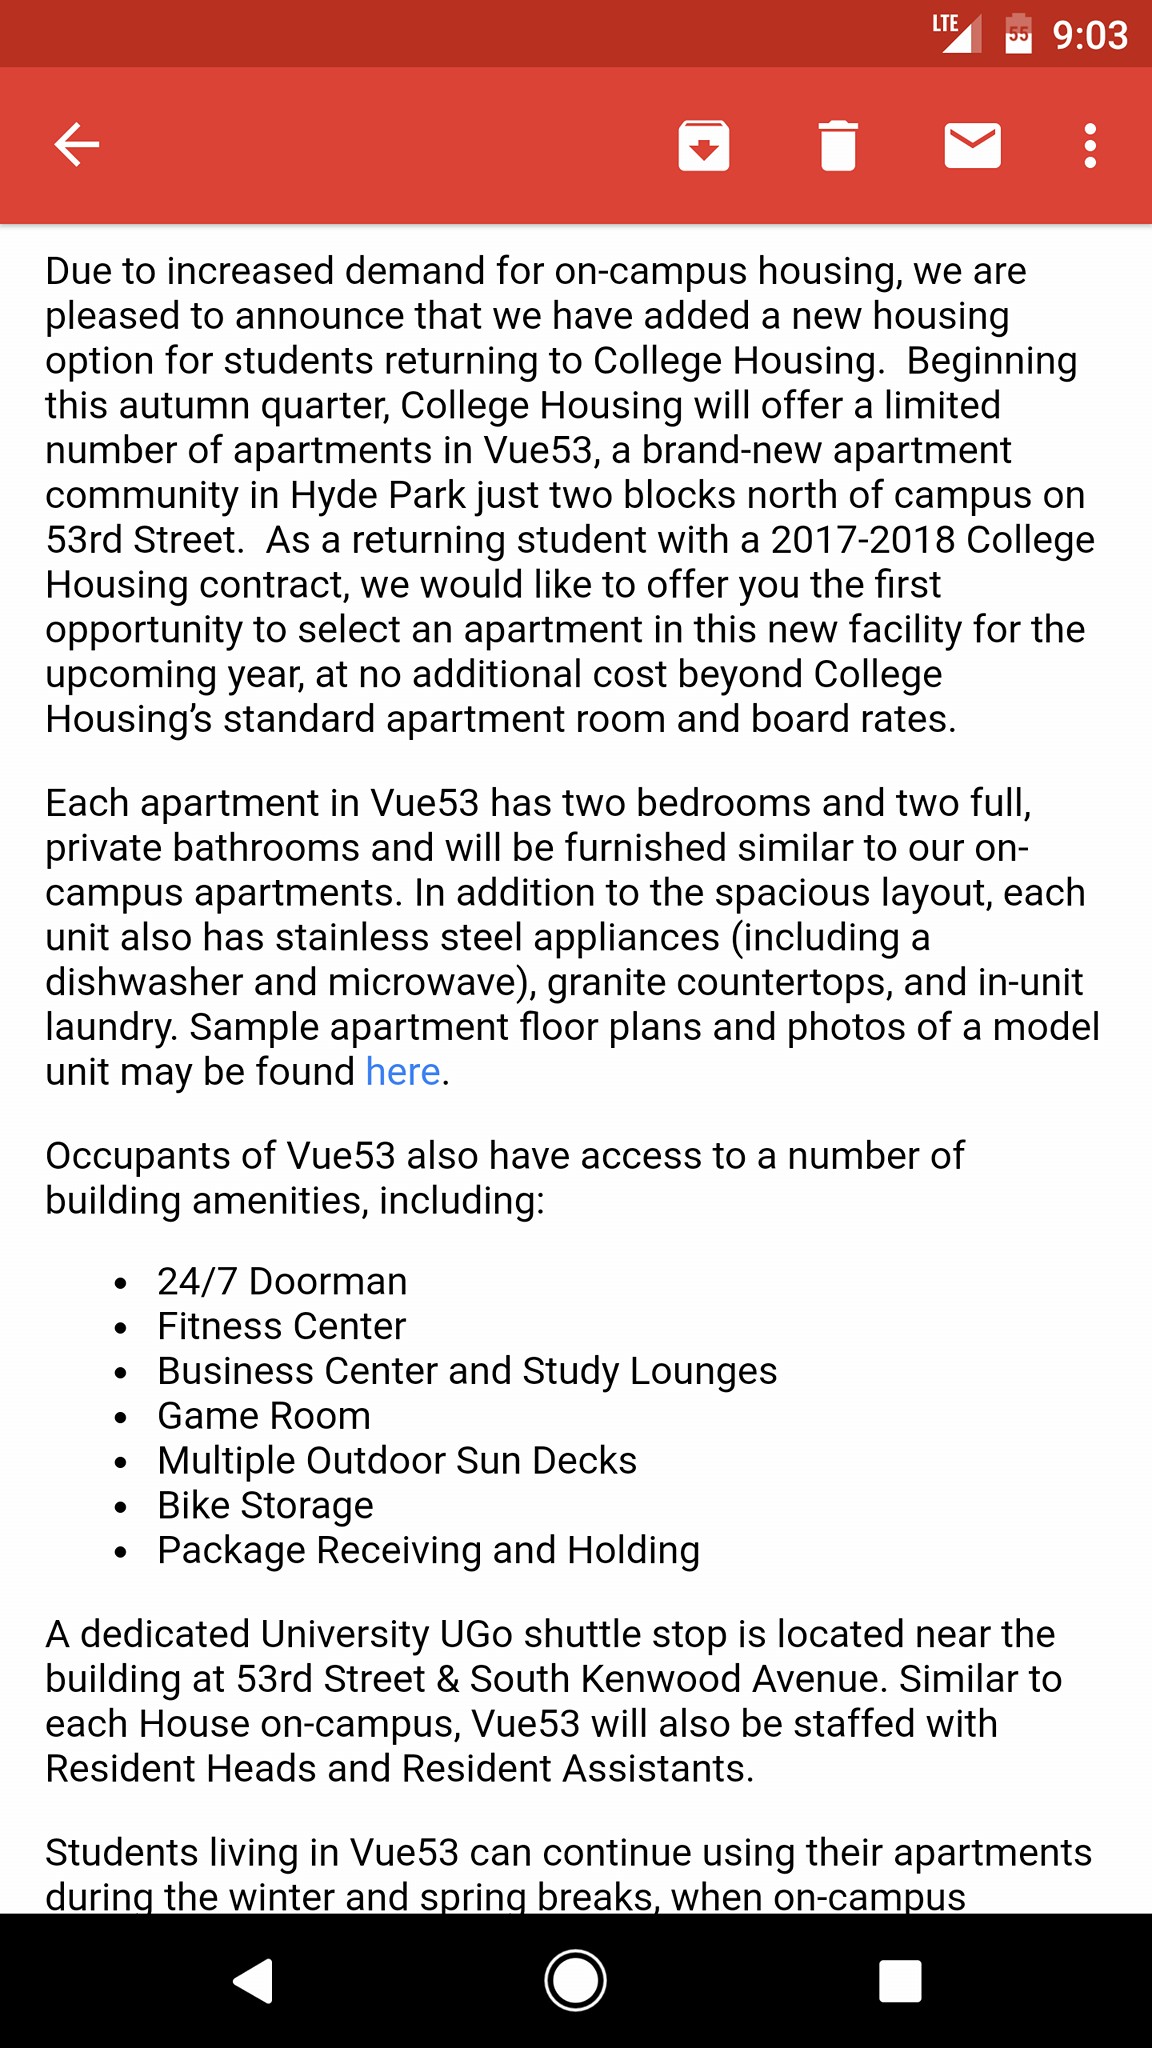 LTE 55 9:03
Due to increased demand for on-campus housing, we are
pleased to announce that we have added a new housing
option for students returning to College Housing.  Beginning
this autumn quarter, College Housing will offer a limited
number of apartments in Vue53, a brand-new apartment
community in Hyde Park just two blocks north of campus on
53rd Street.  As a returning student with a 2017-2018 College
Housing contract, we would like to offer you the first
opportunity to select an apartment in this new facility for the
upcoming year, at no additional cost beyond College
Housing’s standard apartment room and board rates.
Each apartment in Vue53 has two bedrooms and two full,
private bathrooms and will be furnished similar to our on-
campus apartments. In addition to the spacious layout, each
unit also has stainless steel appliances (including a
dishwasher and microwave), granite countertops, and in-unit
laundry. Sample apartment floor plans and photos of a model
unit may be found here.
Occupants of Vue53 also have access to a number of
building amenities, including:
• 24/7 Doorman
• Fitness Center
• Business Center and Study Lounges
• Game Room
• Multiple Outdoor Sun Decks
• Bike Storage
• Package Receiving and Holding
A dedicated University UGo shuttle stop is located near the
building at 53rd Street & South Kenwood Avenue. Similar to
each House on-campus, Vue53 will also be staffed with
Resident Heads and Resident Assistants.
Students living in Vue53 can continue using their apartments
during the winter and spring breaks, when on-campus